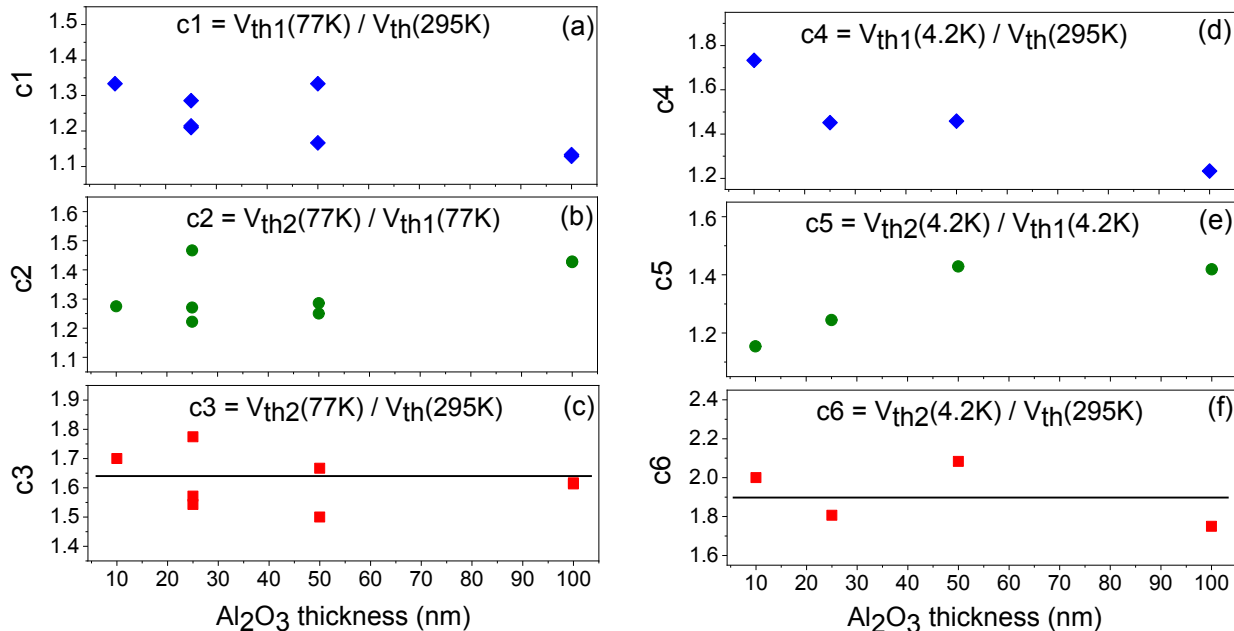 c1 = Vth1(77K) / Vth(295K)
(a)
c1
1.5
1.4
1.3
1.2
1.1
c2 = Vth2(77K) / Vth1(77K)
(b)
c2
1.6
1.5
1.4
1.3
1.2
1.1
c3 = Vth2(77K) / Vth(295K)
(c)
c3
1.9
1.8
1.7
1.6
1.5
1.4
10 20 30 40 50 60 70 80 90 100
Al2O3 thickness (nm)
c4 = Vth1(4.2K) / Vth(295K)
(d)
c4
1.8
1.6
1.4
1.2
c5 = Vth2(4.2K) / Vth1(4.2K)
(e)
c5
1.6
1.4
1.2
c6 = Vth2(4.2K) / Vth(295K)
(f)
c6
2.4
2.2
2.0
1.8
1.6
10 20 30 40 50 60 70 80 90 100
Al2O3 thickness (nm)